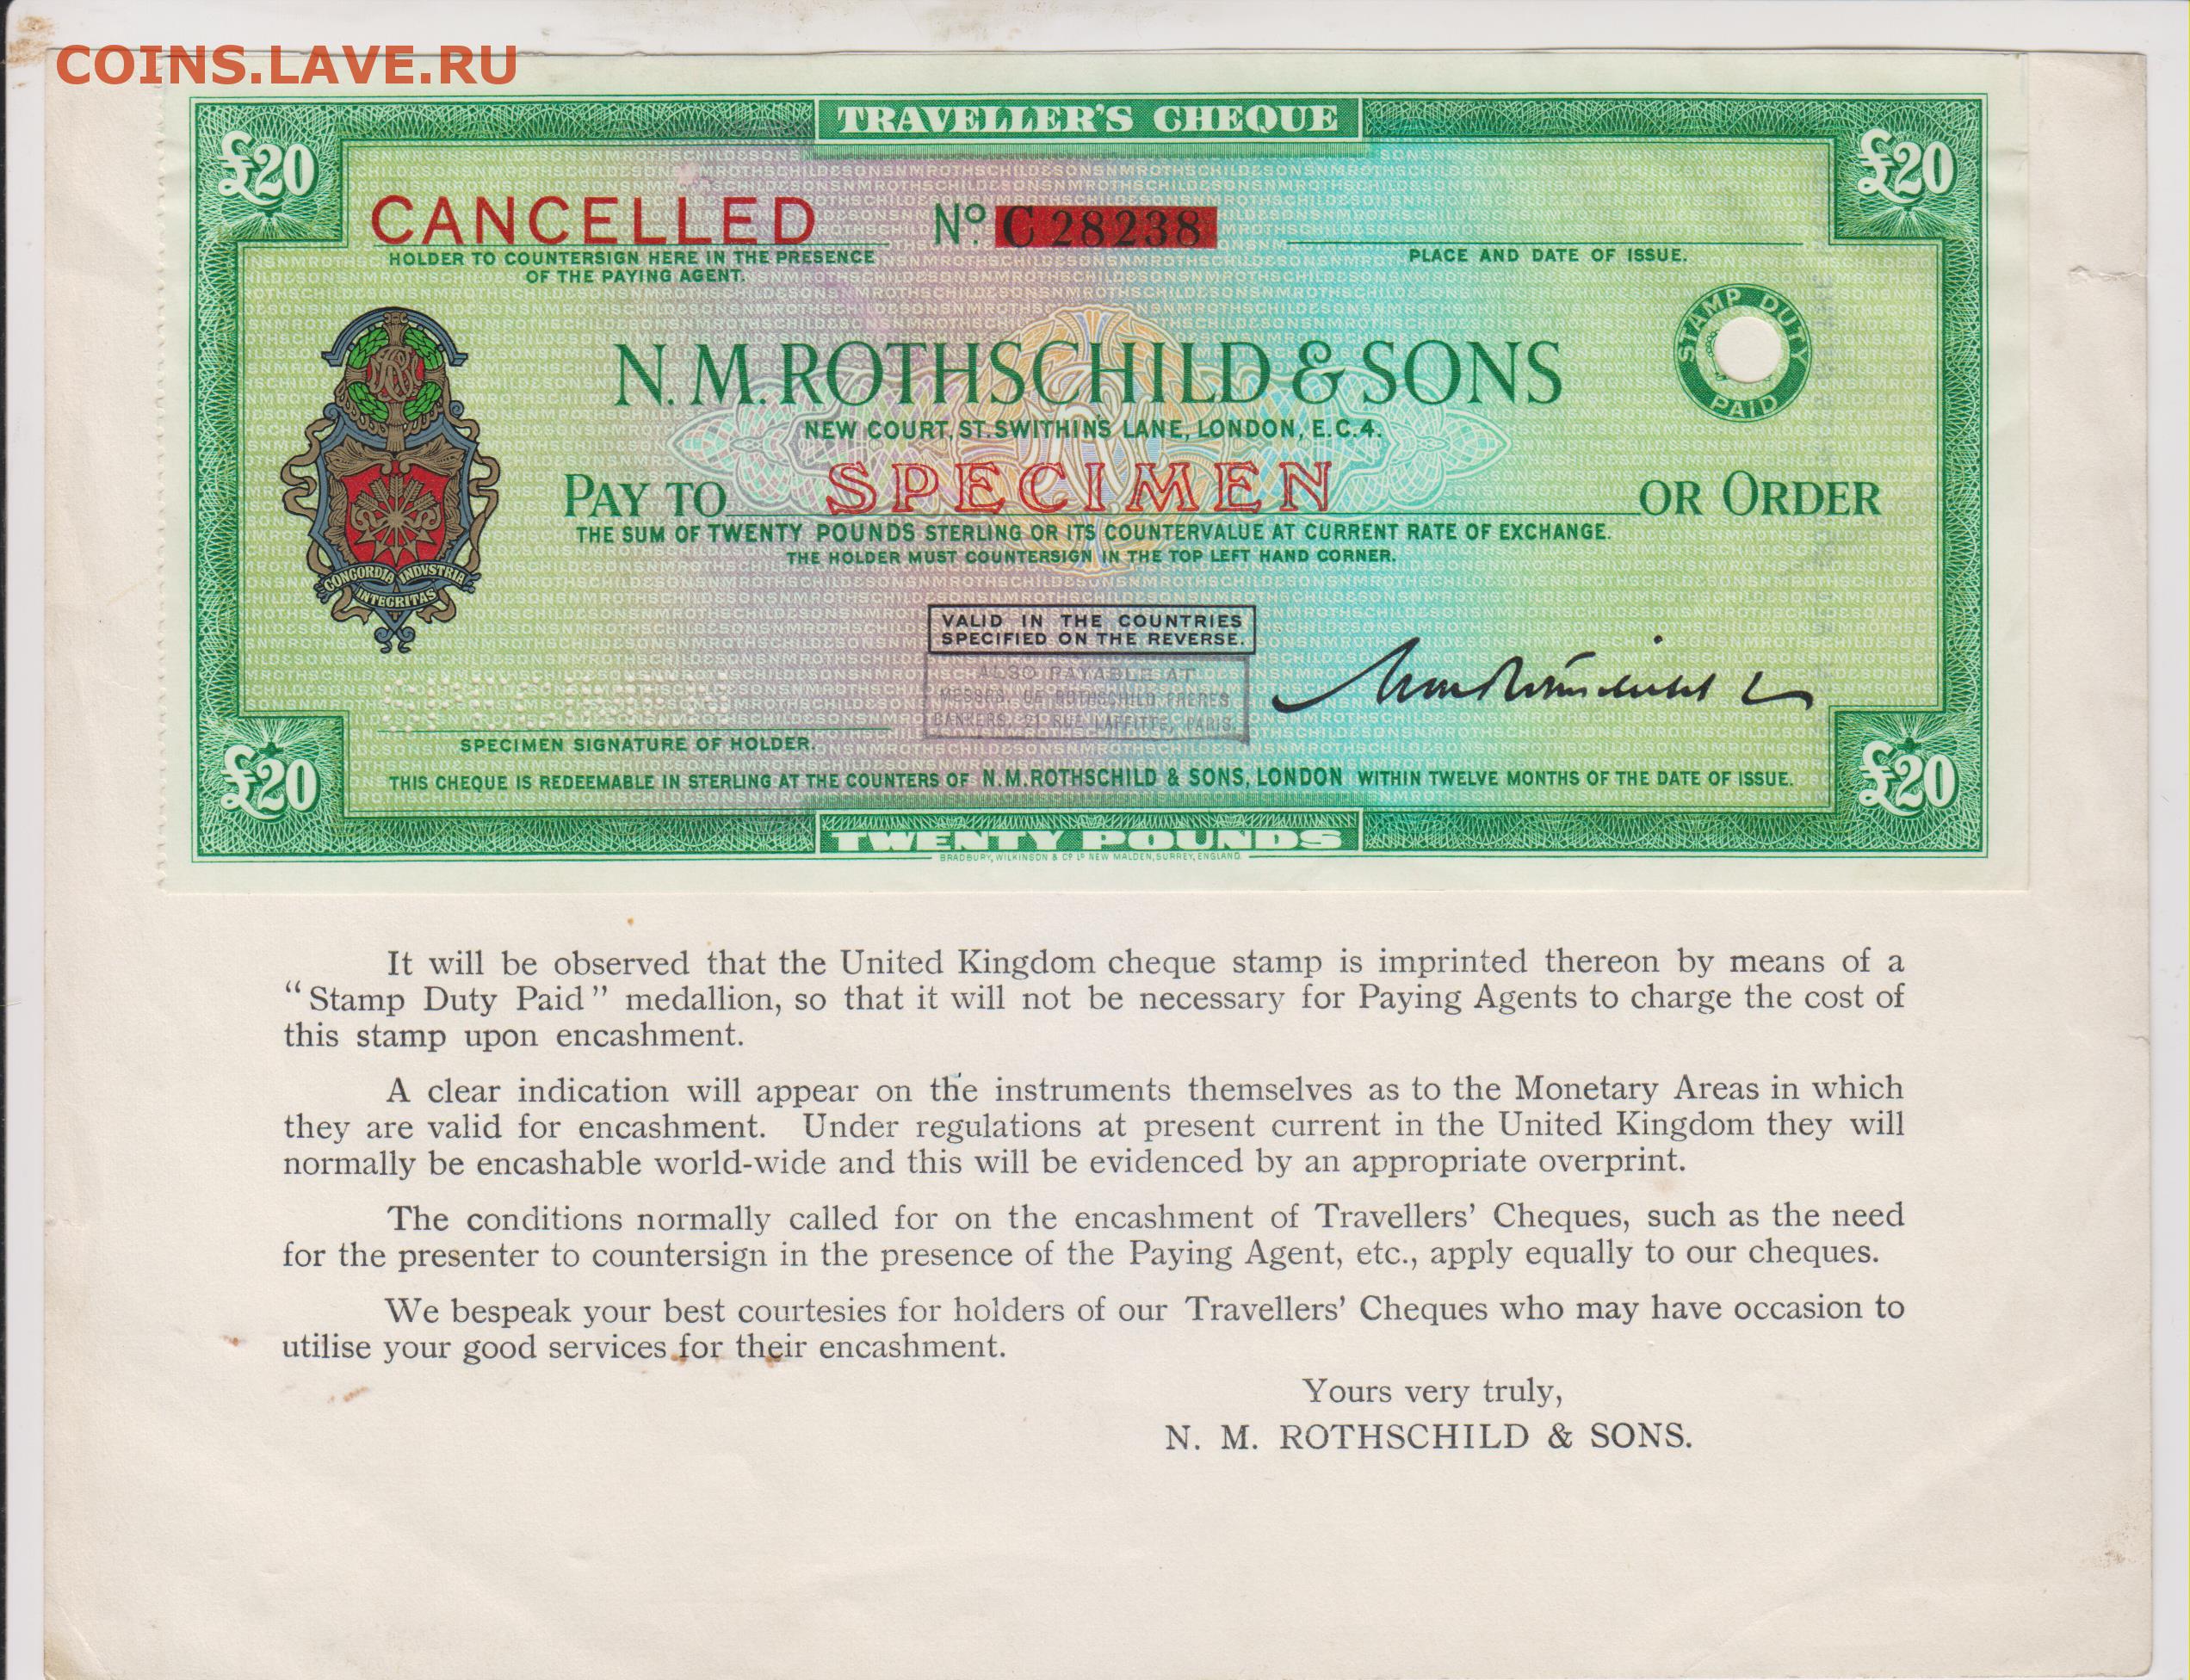 COINS.LAVE.RU
TRAVELLER'S CHEQUE
£20
£20
CANCELLED
Nº C 28238
HOLDER TO COUNTERSIGN HERE IN THE PRESENCE
OF THE PAYING AGENT.
PLACE AND DATE OF ISSUE.
STAMP DUTY
PAID
N. M. ROTHSCHILD & SONS
NEW COURT, ST. SWITHIN'S LANE, LONDON, E.C.4.
PAY TO SPECIMEN OR ORDER
THE SUM OF TWENTY POUNDS STERLING OR ITS COUNTERVALUE AT CURRENT RATE OF EXCHANGE.
THE HOLDER MUST COUNTERSIGN IN THE TOP LEFT HAND CORNER.
CONCORDIA INDVSTRIA
INTEGRITAS
VALID IN THE COUNTRIES
SPECIFIED ON THE REVERSE.
ALSO PAYABLE AT
MESSRS. DE ROTHSCHILD FRERES
BANKERS, 21 RUE LAFFITTE, PARIS.
SPECIMEN
SPECIMEN SIGNATURE OF HOLDER.
THIS CHEQUE IS REDEEMABLE IN STERLING AT THE COUNTERS OF N.M.ROTHSCHILD & SONS, LONDON WITHIN TWELVE MONTHS OF THE DATE OF ISSUE.
£20
£20
TWENTY POUNDS
BRADBURY, WILKINSON & Cº Lº NEW MALDEN, SURREY, ENGLAND.
It will be observed that the United Kingdom cheque stamp is imprinted thereon by means of a
“Stamp Duty Paid” medallion, so that it will not be necessary for Paying Agents to charge the cost of
this stamp upon encashment.
A clear indication will appear on the instruments themselves as to the Monetary Areas in which
they are valid for encashment. Under regulations at present current in the United Kingdom they will
normally be encashable world-wide and this will be evidenced by an appropriate overprint.
The conditions normally called for on the encashment of Travellers’ Cheques, such as the need
for the presenter to countersign in the presence of the Paying Agent, etc., apply equally to our cheques.
We bespeak your best courtesies for holders of our Travellers’ Cheques who may have occasion to
utilise your good services for their encashment.
Yours very truly,
N. M. ROTHSCHILD & SONS.